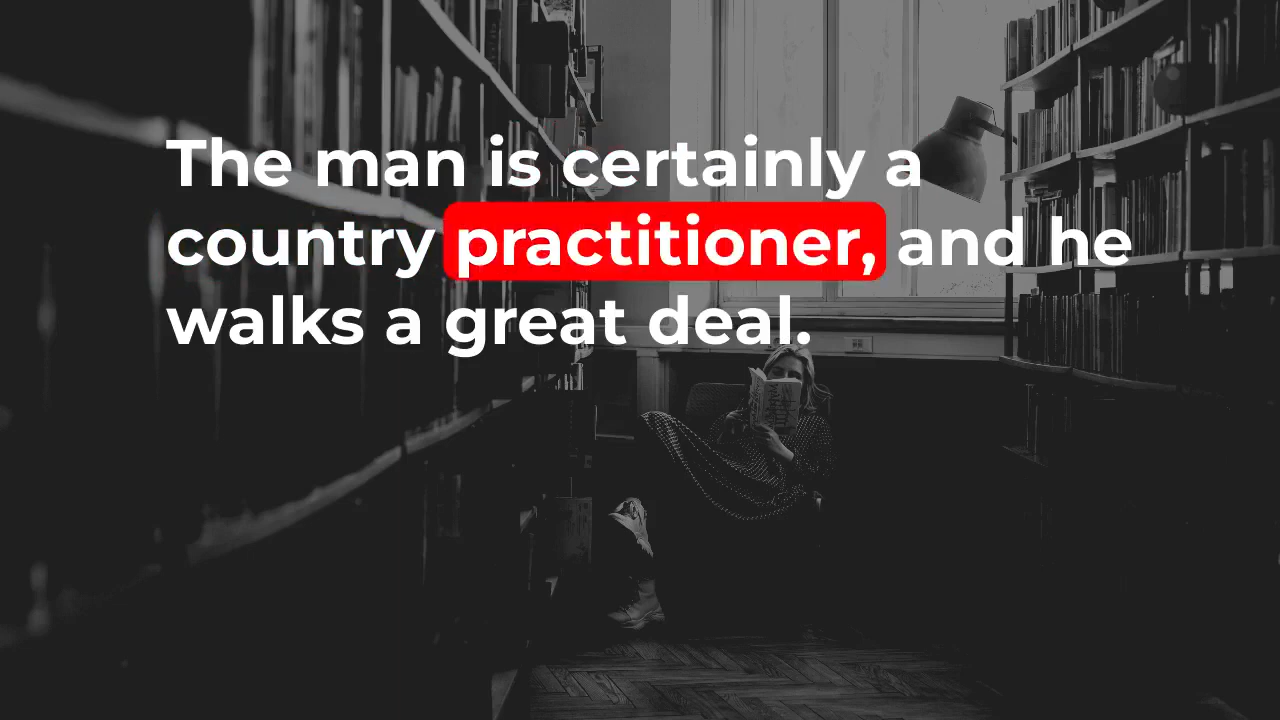 The man is certainly a
country practitioner, and he
walks a great deal.